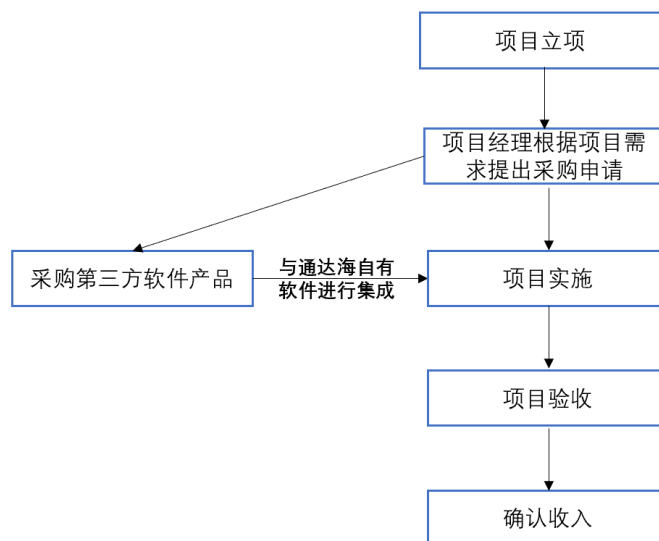 项目立项
项目经理根据项目需
求提出采购申请
采购第三方软件产品
与通达海自有
软件进行集成
项目实施
项目验收
确认收入